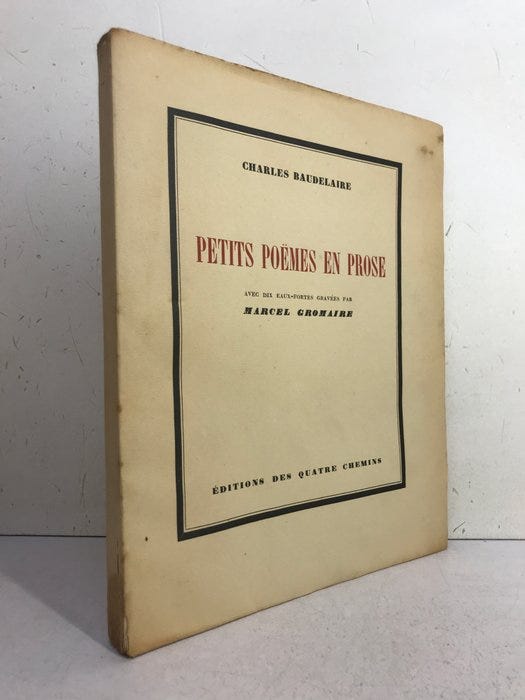 CHARLES BAUDELAIRE
PETITS POËMES EN PROSE
AVEC DIX EAUX-FORTES GRAVÉES PAR
MARCEL GROMAIRE
ÉDITIONS DES QUATRE CHEMINS